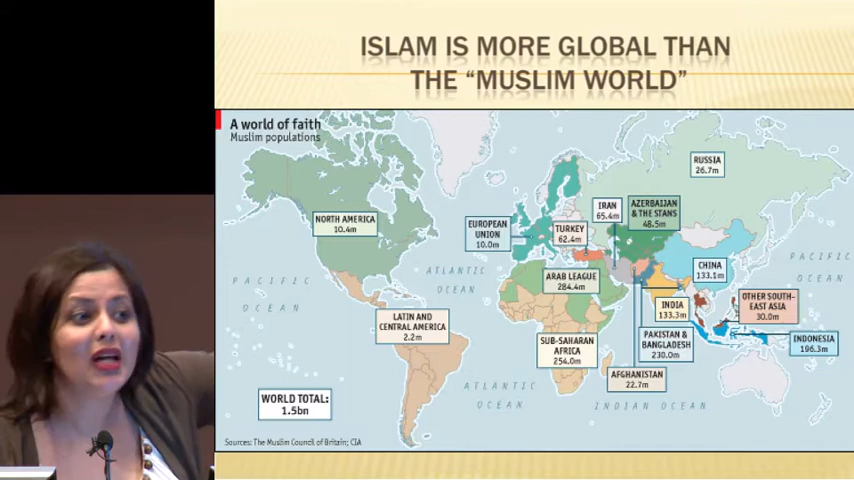 ISLAM IS MORE GLOBAL THAN
THE “MUSLIM WORLD”
A world of faith
Muslim populations
RUSSIA
26.7m
NORTH AMERICA
10.4m
EUROPEAN
UNION
10.0m
TURKEY
62.4m
IRAN
65.4m
AZERBAIJAN
& THE STANS
48.5m
ARAB LEAGUE
284.4m
CHINA
133.1m
INDIA
133.3m
OTHER SOUTH-
EAST ASIA
30.0m
INDONESIA
196.3m
PAKISTAN &
BANGLADESH
230.0m
AFGHANISTAN
22.7m
SUB-SAHARAN
AFRICA
254.0m
LATIN AND
CENTRAL AMERICA
2.2m
WORLD TOTAL:
1.5bn
PACIFIC
OCEAN
ATLANTIC
OCEAN
PACIFIC
OCEAN
ATLANTIC
OCEAN
INDIAN OCEAN
Sources: The Muslim Council of Britain; CIA